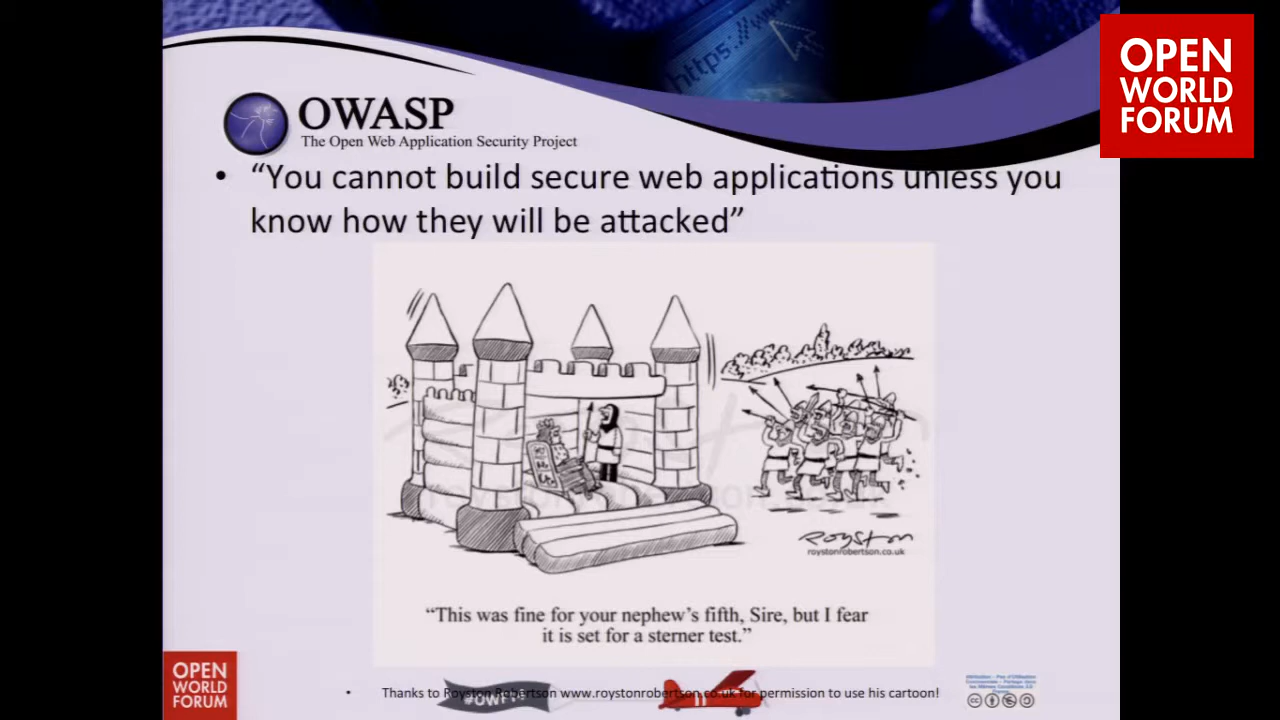 https://www
OPEN
WORLD
FORUM
OWASP
The Open Web Application Security Project
• “You cannot build secure web applications unless you
know how they will be attacked”
Royston
roystonrobertson.co.uk
“This was fine for your nephew’s fifth, Sire, but I fear
it is set for a sterner test.”
OPEN
WORLD
FORUM
• Thanks to Royston Robertson www.roystonrobertson.co.uk for permission to use his cartoon!